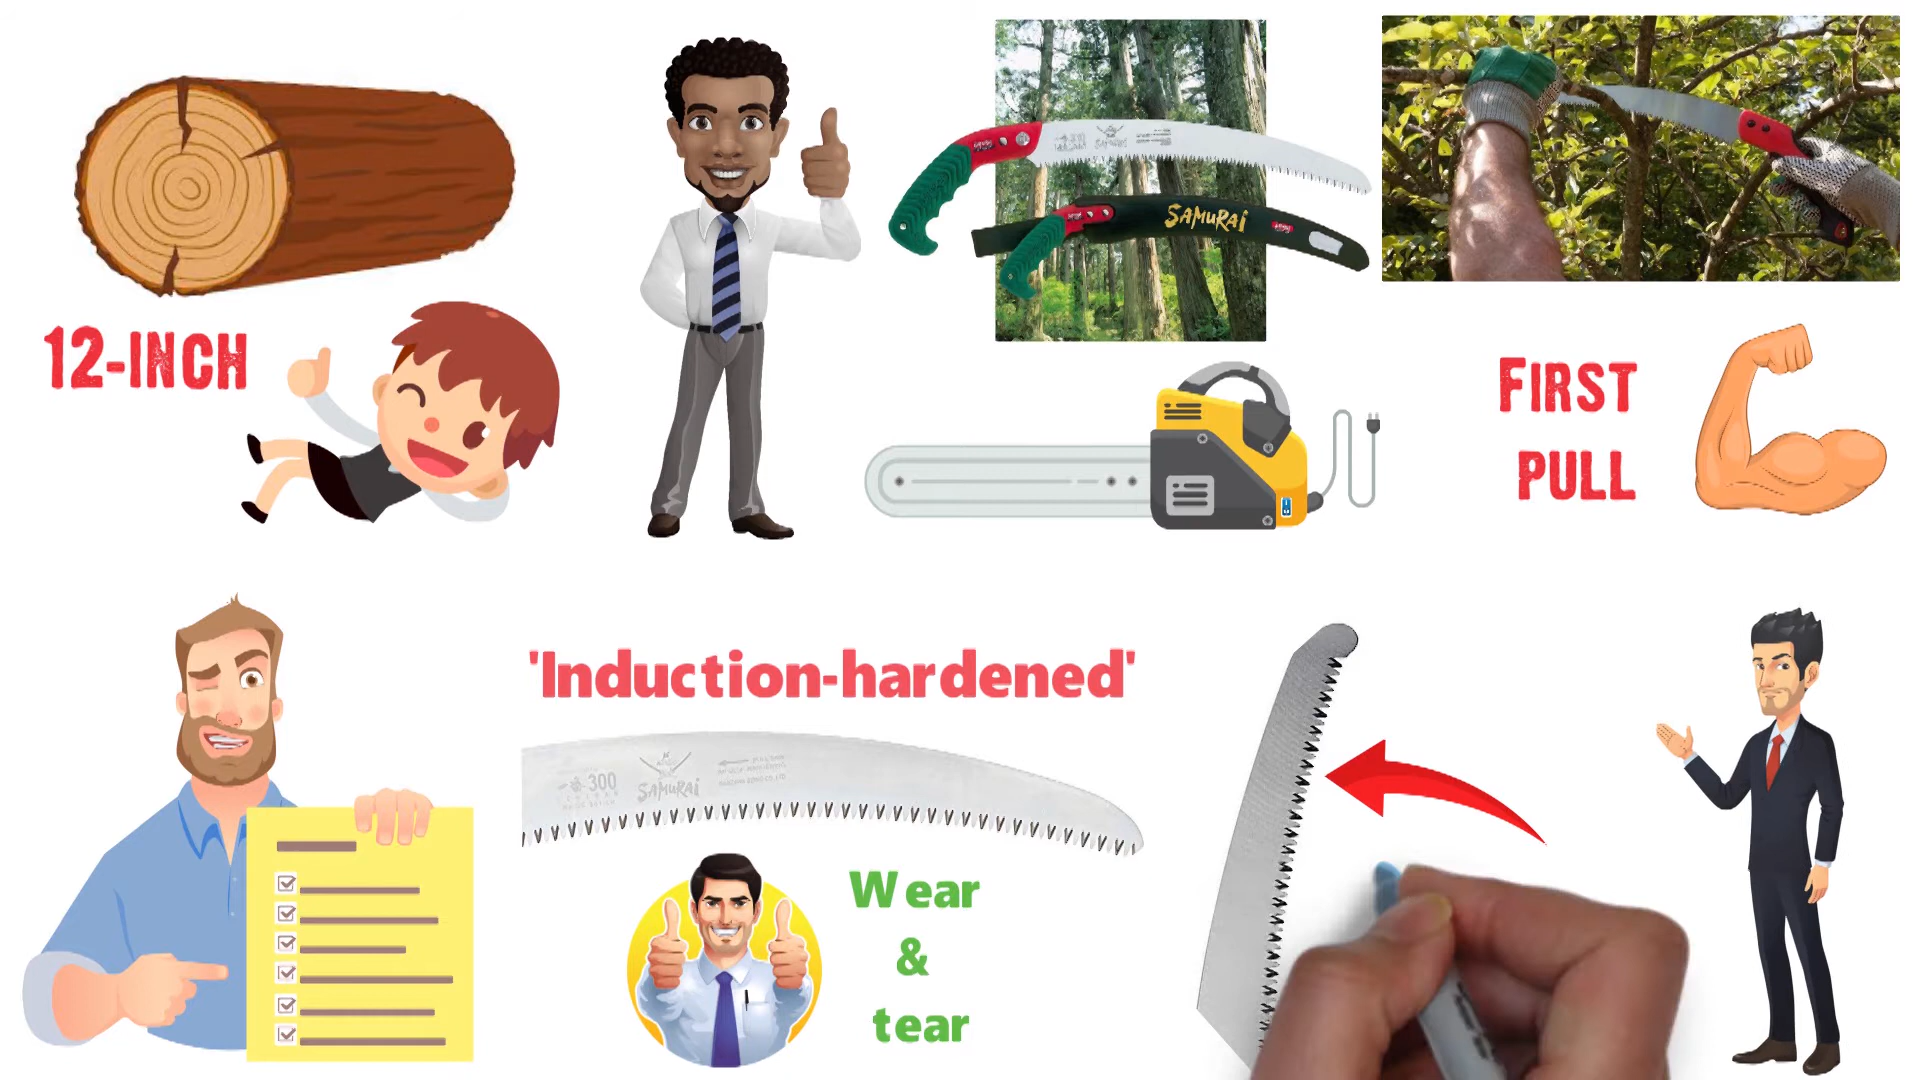 SAMURAI
12-INCH
FIRST
PULL
'Induction-hardened'
300
SAMURAI
Wear
&
tear